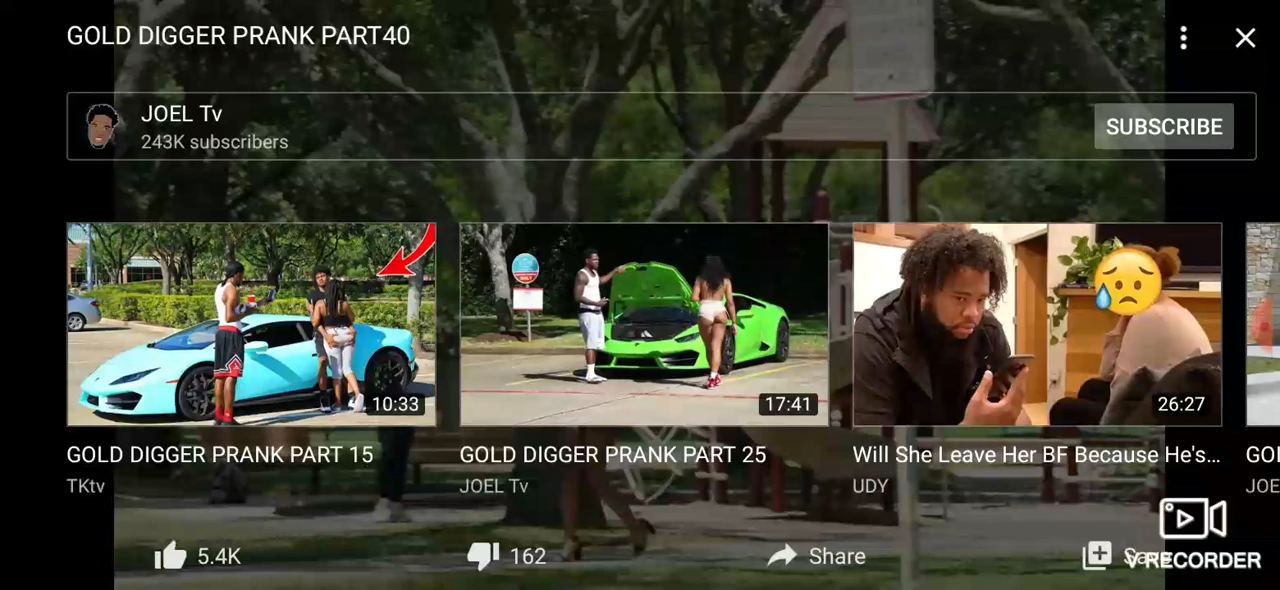 GOLD DIGGER PRANK PART40
JOEL Tv
243K subscribers
SUBSCRIBE
10:33
17:41
26:27
GOLD DIGGER PRANK PART 15
GOLD DIGGER PRANK PART 25
Will She Leave Her BF Because He's...
TKtv
JOEL Tv
UDY
5.4K
162
Share
V RECORDER